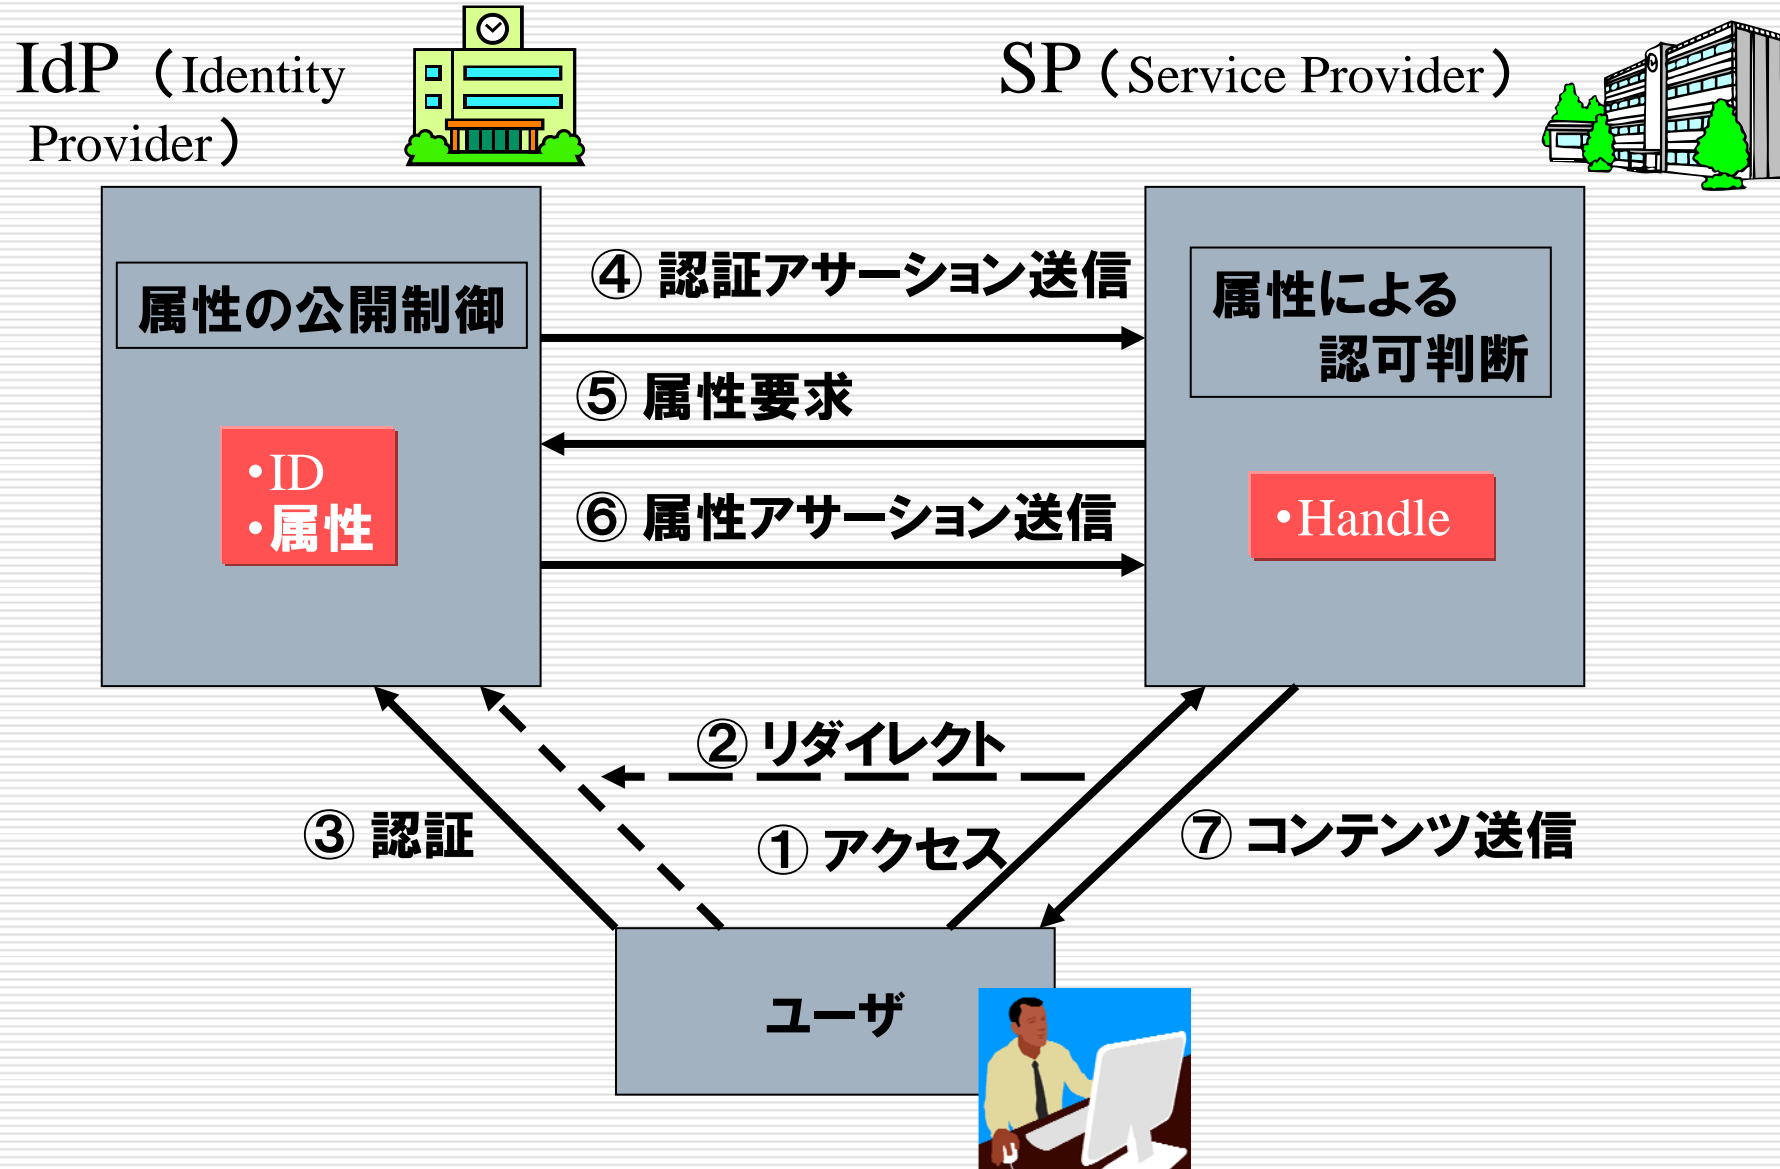 IdP（Identity
Provider）
SP（Service Provider）
属性の公開制御
・ID
・属性
④ 認証アサーション送信
⑤ 属性要求
⑥ 属性アサーション送信
属性による
認可判断
・Handle
② リダイレクト
③ 認証
① アクセス
⑦ コンテンツ送信
ユーザ